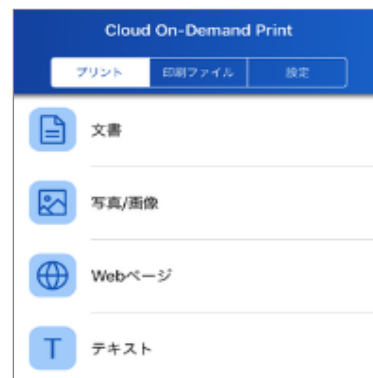 Cloud On-Demand Print
プリント 印刷ファイル 設定
文書
写真/画像
Webページ
T テキスト